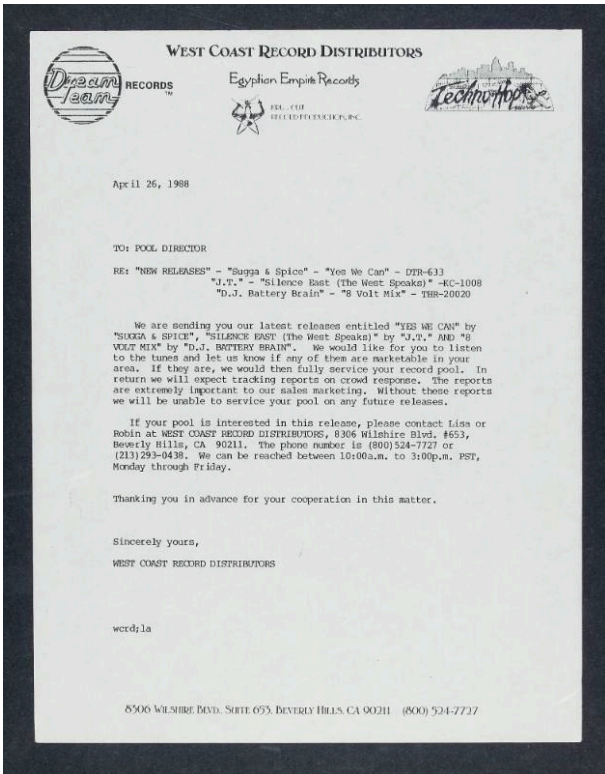 WEST COAST RECORD DISTRIBUTORS
Dream Team RECORDS TM
Egyptian Empire Records
Techno Hop
CUT
RECORD PRODUCTION, INC.
April 26, 1988
TO: POOL DIRECTOR
RE: "NEW RELEASES" - "Sugga & Spice" - "Yes We Can" - DTR-633
"J.T." - "Silence East (The West Speaks)" -KC-1008
"D.J. Battery Brain" - "8 Volt Mix" - THR-20020
We are sending you our latest releases entitled "YES WE CAN" by
"SUGGA & SPICE", "SILENCE EAST (The West Speaks)" by "J.T." AND "8
VOLT MIX" by "D.J. BATTERY BRAIN". We would like for you to listen
to the tunes and let us know if any of them are marketable in your
area. If they are, we would then fully service your record pool. In
return we will expect tracking reports on crowd response. The reports
are extremely important to our sales marketing. Without these reports
we will be unable to service your pool on any future releases.
If your pool is interested in this release, please contact Lisa or
Robin at WEST COAST RECORD DISTRIBUTORS, 8306 Wilshire Blvd. #653,
Beverly Hills, CA 90211. The phone number is (800)524-7727 or
(213)293-0438. We can be reached between 10:00a.m. to 3:00p.m. PST,
Monday through Friday.
Thanking you in advance for your cooperation in this matter.
Sincerely yours,
WEST COAST RECORD DISTRIBUTORS
wcrd;la
8306 WILSHIRE BLVD. SUITE 653. BEVERLY HILLS. CA 90211 (800) 524-7727